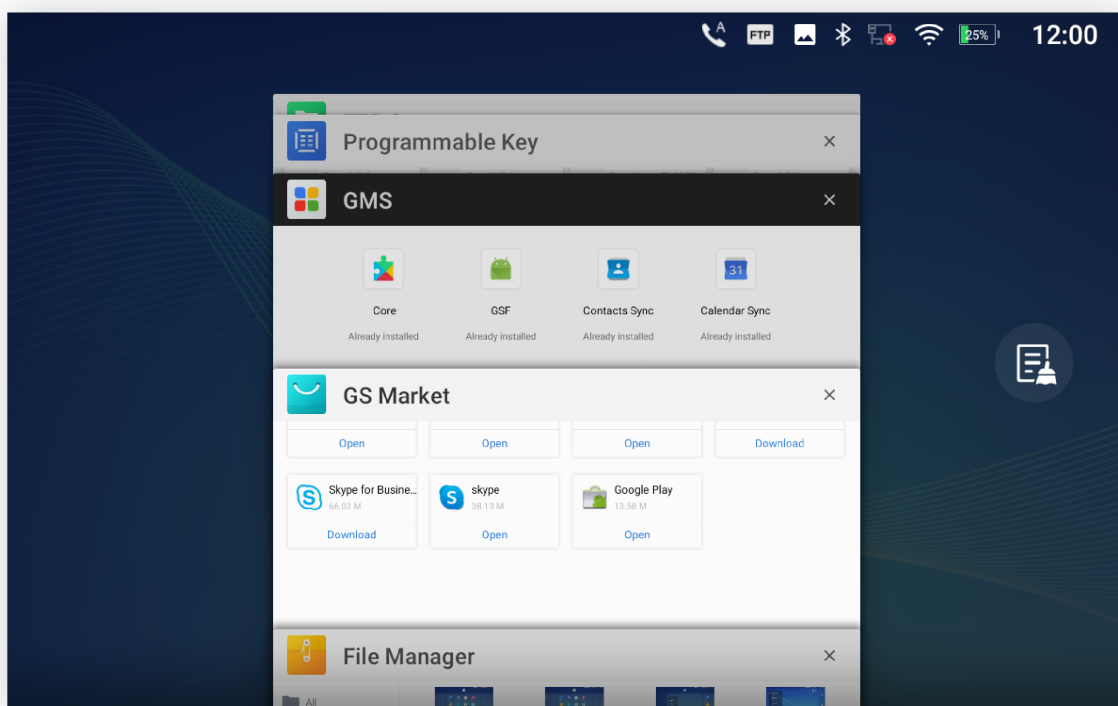 A
FTP
25%
12:00
Programmable Key
GMS
31
Core GSF Contacts Sync Calendar Sync
Already installed Already installed Already installed Already installed
GS Market
Open Open Open Download
Skype for Busine... skype Google Play
66.02 M 38.13 M 13.58 M
Download Open Open
File Manager
All